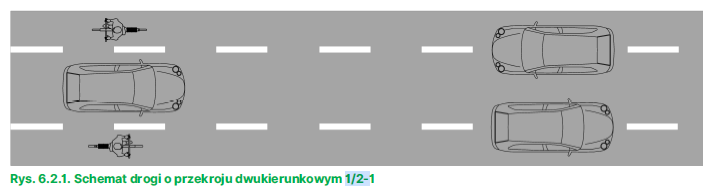 Rys. 6.2.1. Schemat drogi o przekroju dwukierunkowym 1/2-1